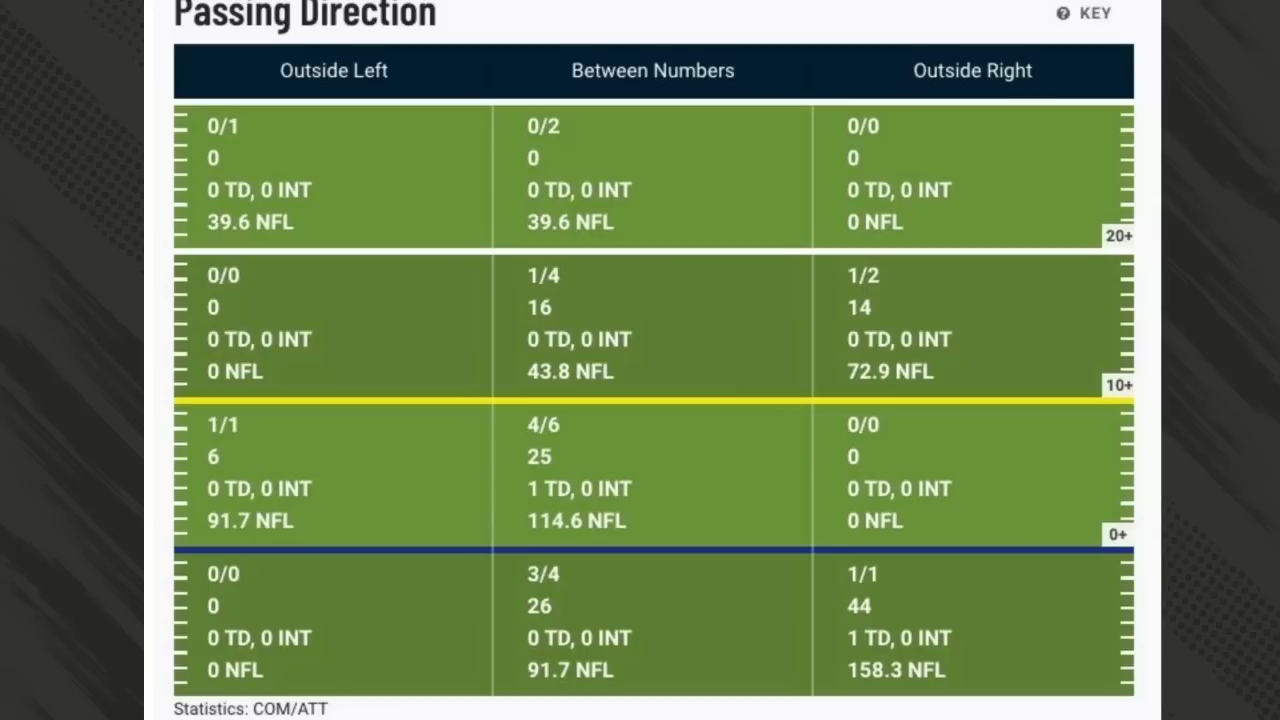 Passing Direction
KEY
Outside Left Between Numbers Outside Right
0/1 0/2 0/0
0 0 0
0 TD, 0 INT 0 TD, 0 INT 0 TD, 0 INT
39.6 NFL 39.6 NFL 0 NFL
20+
0/0 1/4 1/2
0 16 14
0 TD, 0 INT 0 TD, 0 INT 0 TD, 0 INT
0 NFL 43.8 NFL 72.9 NFL
10+
1/1 4/6 0/0
6 25 0
0 TD, 0 INT 1 TD, 0 INT 0 TD, 0 INT
91.7 NFL 114.6 NFL 0 NFL
0+
0/0 3/4 1/1
0 26 44
0 TD, 0 INT 0 TD, 0 INT 1 TD, 0 INT
0 NFL 91.7 NFL 158.3 NFL
Statistics: COM/ATT